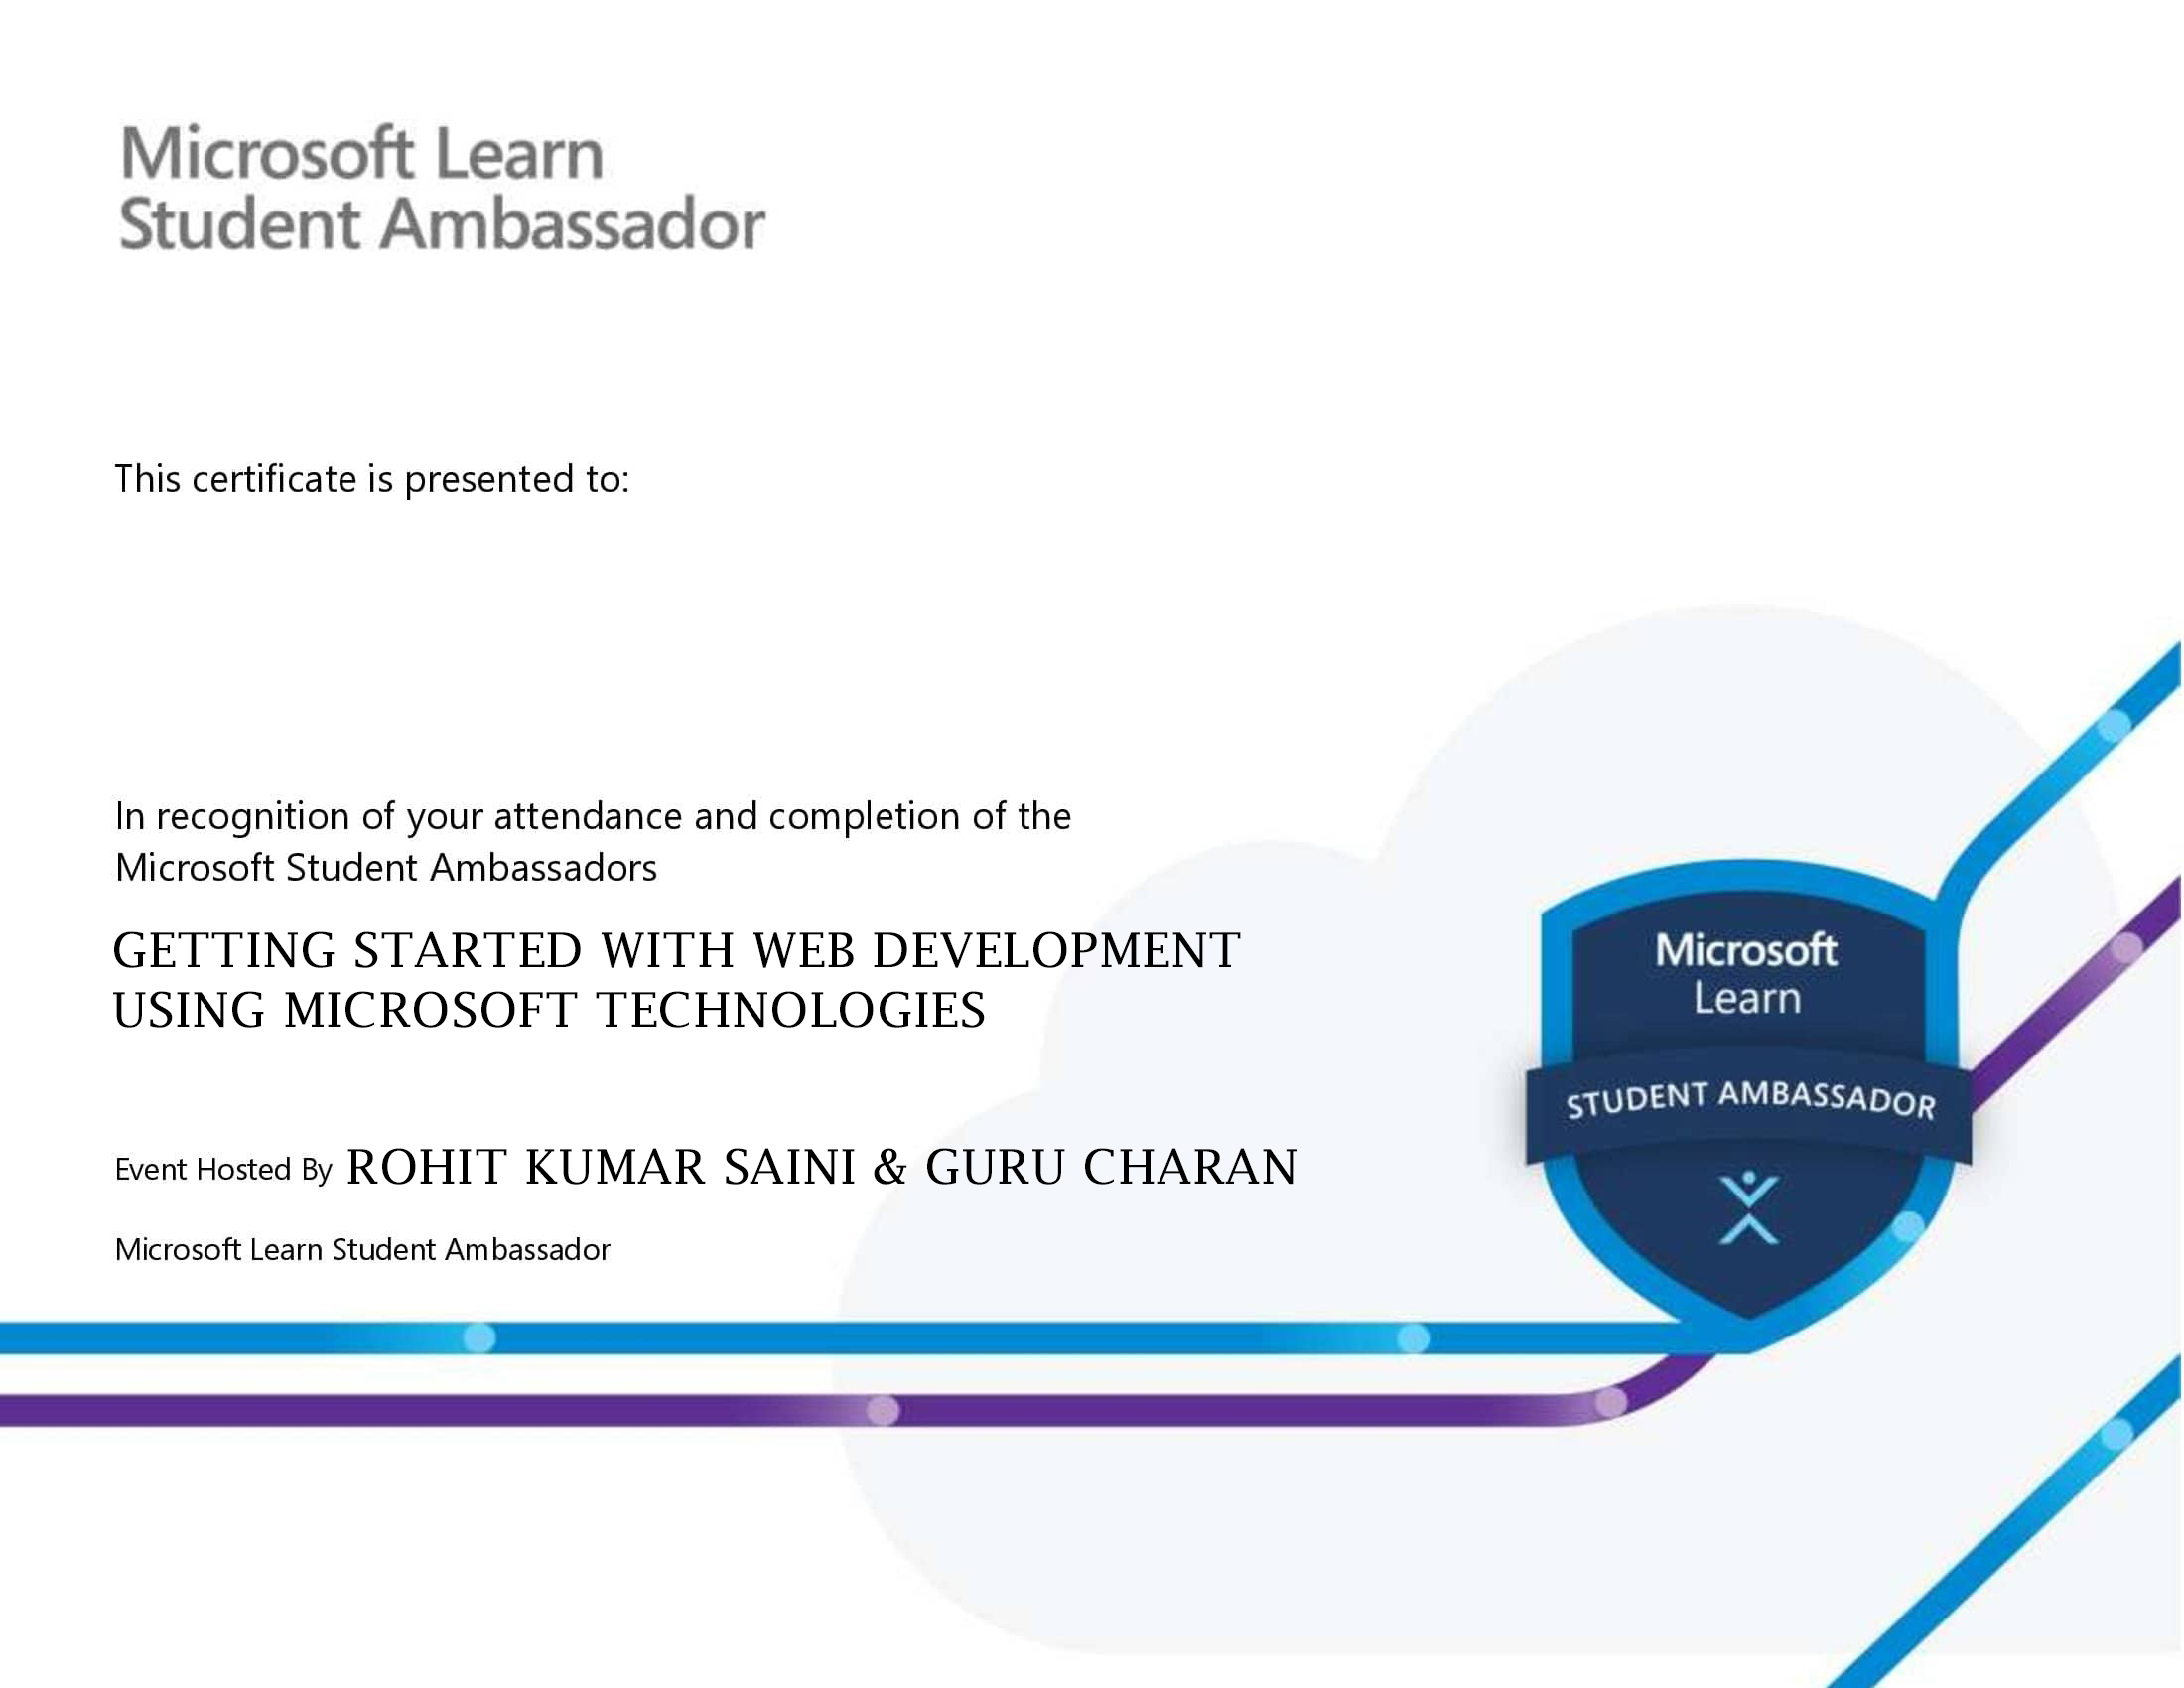 Microsoft Learn
Student Ambassador
This certificate is presented to:
In recognition of your attendance and completion of the
Microsoft Student Ambassadors
GETTING STARTED WITH WEB DEVELOPMENT
USING MICROSOFT TECHNOLOGIES
Event Hosted By ROHIT KUMAR SAINI & GURU CHARAN
Microsoft Learn Student Ambassador
Microsoft
Learn
STUDENT AMBASSADOR